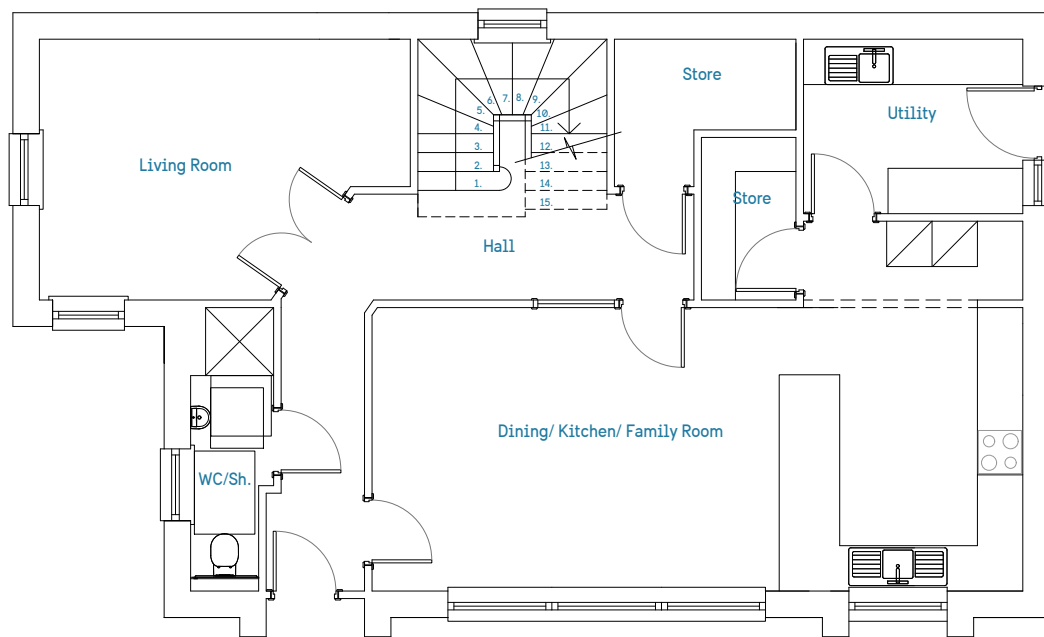 Store
Utility
Living Room
Store
Hall
Dining/ Kitchen/ Family Room
WC/Sh.
1.
2.
3.
4.
5.
6.
7.
8.
9.
10.
11.
12.
13.
14.
15.